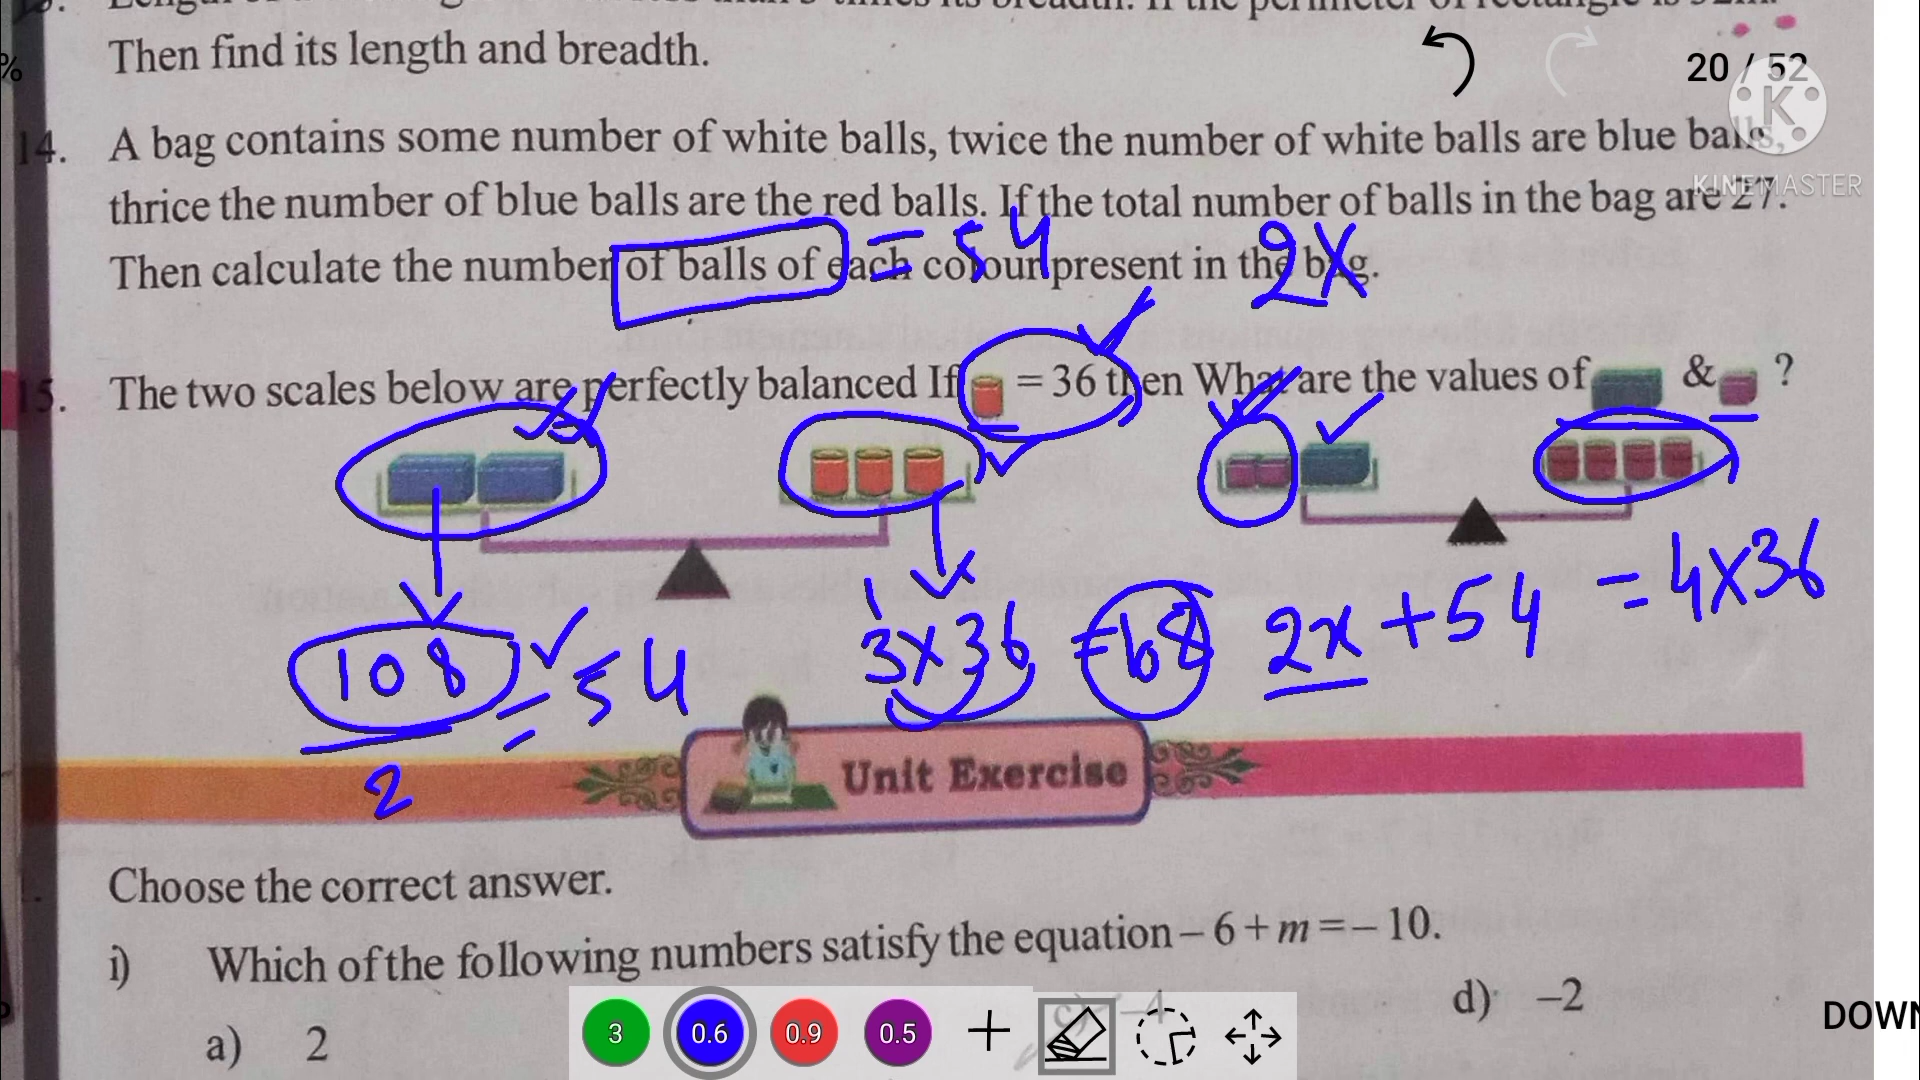 Then find its length and breadth.
20 / 52
14. A bag contains some number of white balls, twice the number of white balls are blue balls,
thrice the number of blue balls are the red balls. If the total number of balls in the bag are 27.
KINEMASTER
Then calculate the number of balls of each colour present in the bag.
= 54
2x
15. The two scales below are perfectly balanced If = 36 then What are the values of & ?
108
2
= 54
3 x 36
2x + 54 = 4x36
Unit Exercise
Choose the correct answer.
i) Which of the following numbers satisfy the equation – 6 + m = – 10.
a) 2
c) –4
d) –2
3 0.6 0.9 0.5
DOWN